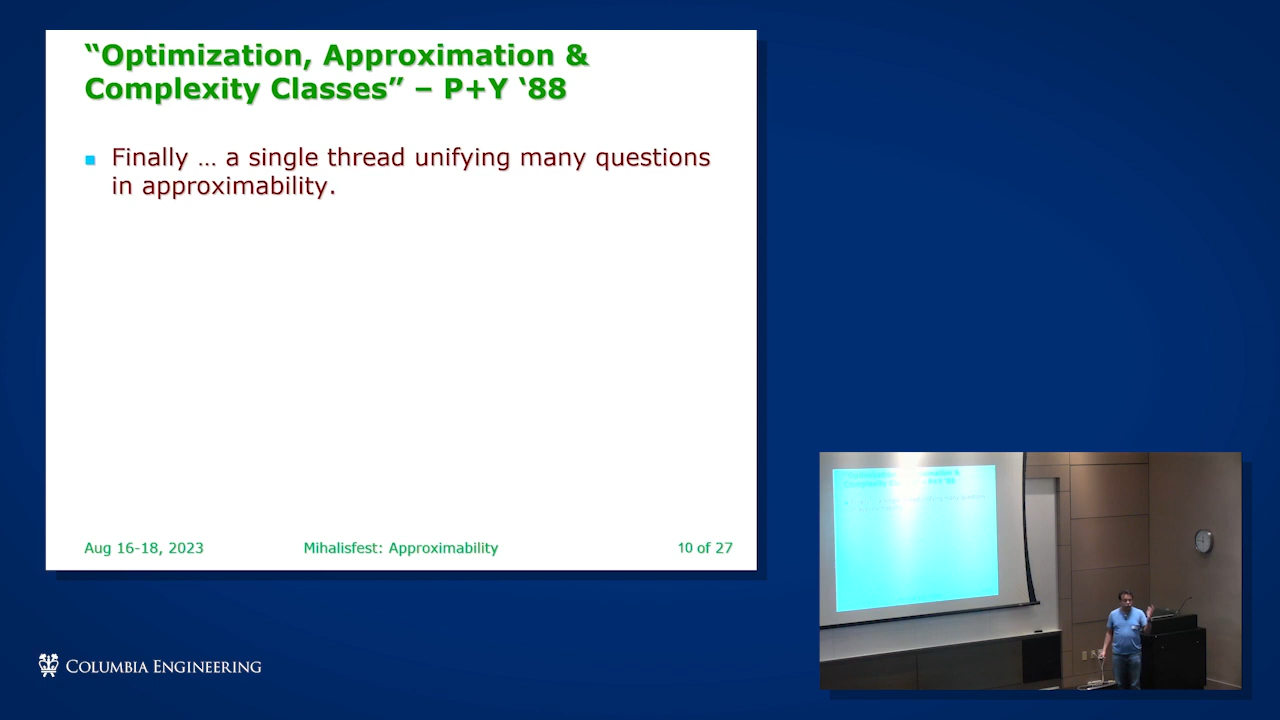 “Optimization, Approximation &
Complexity Classes” – P+Y ‘88
Finally … a single thread unifying many questions
in approximability.
Aug 16-18, 2023 Mihalisfest: Approximability 10 of 27
COLUMBIA ENGINEERING